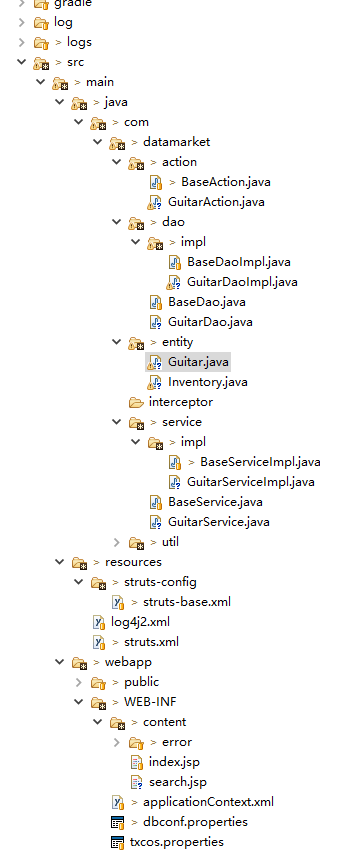 gradle
> log
> logs
> src
> main
> java
> com
> datamarket
> action
> BaseAction.java
GuitarAction.java
> dao
> impl
BaseDaoImpl.java
GuitarDaoImpl.java
BaseDao.java
GuitarDao.java
> entity
Guitar.java
Inventory.java
interceptor
> service
> impl
> BaseServiceImpl.java
GuitarServiceImpl.java
BaseService.java
GuitarService.java
> util
> resources
> struts-config
> struts-base.xml
log4j2.xml
> struts.xml
> webapp
> public
> WEB-INF
> content
> error
index.jsp
search.jsp
> applicationContext.xml
> dbconf.properties
txcos.properties